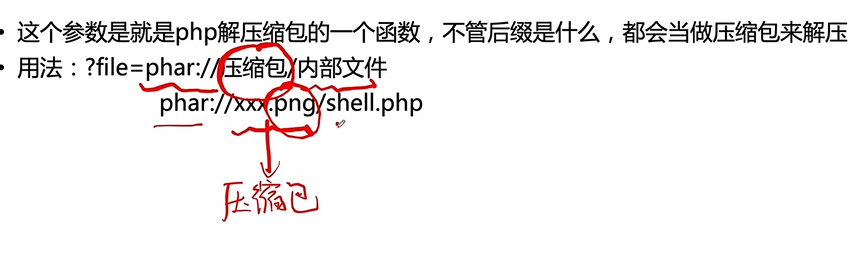 • 这个参数是就是php解压缩包的一个函数，不管后缀是什么，都会当做压缩包来解压
• 用法：?file=phar://压缩包/内部文件
phar://xxx.png/shell.php
压缩包